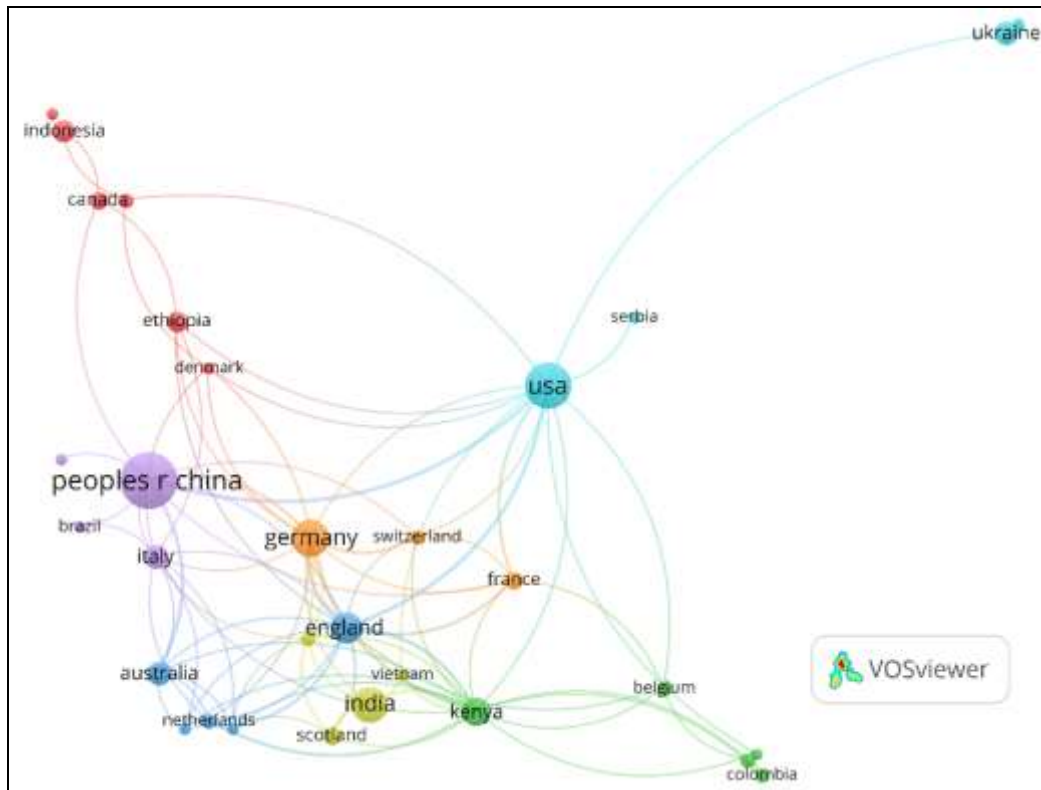 ukraine
indonesia
canada
serbia
ethiopia
denmark
usa
peoples r china
brazil
germany
switzerland
italy
france
england
australia
vietnam
belgium
VOSviewer
india
kenya
netherlands
scotland
colombia